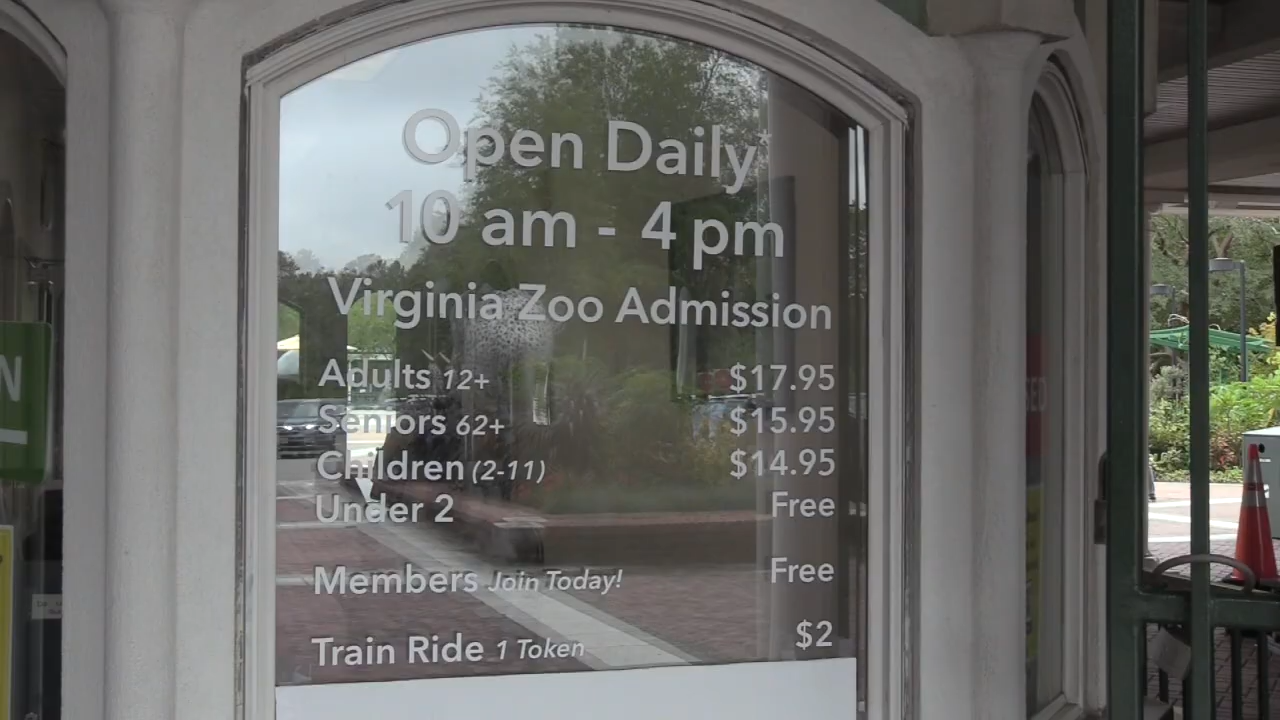 Open Daily*
10 am - 4 pm
Virginia Zoo Admission
Adults 12+ $17.95
Seniors 62+ $15.95
Children (2-11) $14.95
Under 2 Free
Members Join Today! Free
Train Ride 1 Token $2